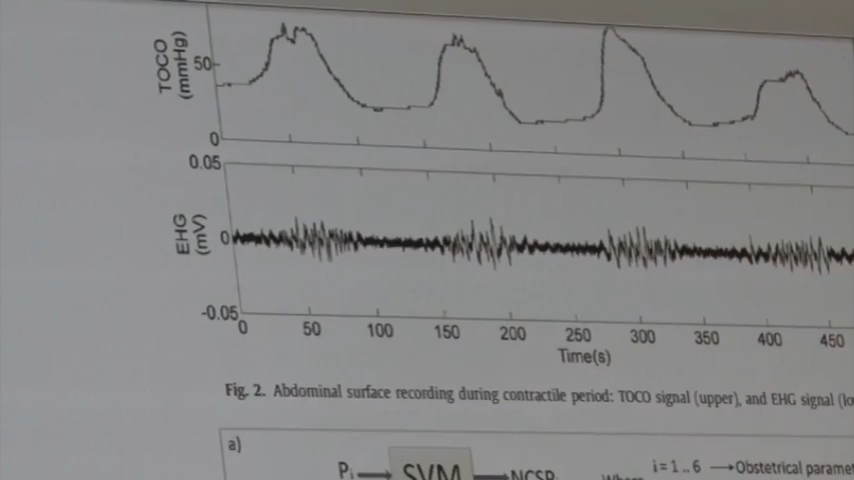 TOCO
(mmHg)
50
0
0.05
EHG
(mV)
0
-0.05
0 50 100 150 200 250 300 350 400 450
Time(s)
Fig. 2. Abdominal surface recording during contractile period: TOCO signal (upper), and EHG signal
a)
i = 1 .. 6 → Obstetrical
Pi → SVM → NCSP